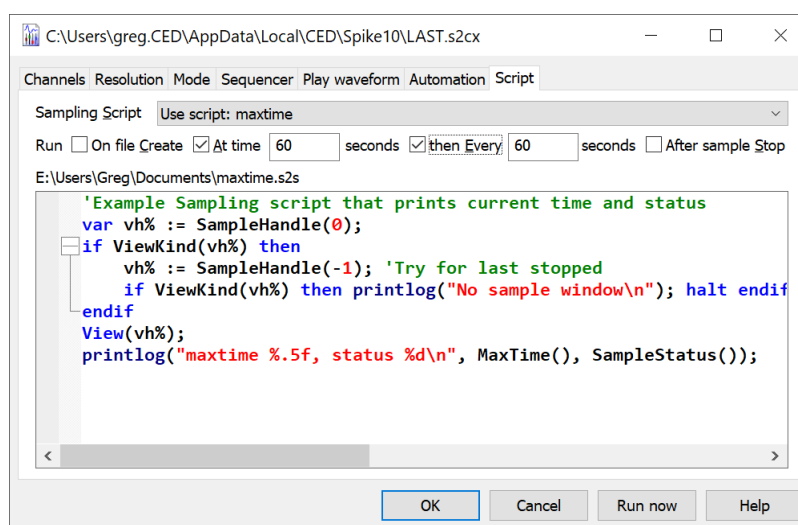 C:\Users\greg.CED\AppData\Local\CED\Spike10\LAST.s2cx
Channels Resolution Mode Sequencer Play waveform Automation Script
Sampling Script Use script: maxtime
Run On file Create At time 60 seconds then Every 60 seconds After sample Stop
E:\Users\Greg\Documents\maxtime.s2s
'Example Sampling script that prints current time and status
var vh% := SampleHandle(0);
if ViewKind(vh%) then
vh% := SampleHandle(-1); 'Try for last stopped
if ViewKind(vh%) then printlog("No sample window\n"); halt endif
endif
View(vh%);
printlog("maxtime %.5f, status %d\n", MaxTime(), SampleStatus());
OK Cancel Run now Help